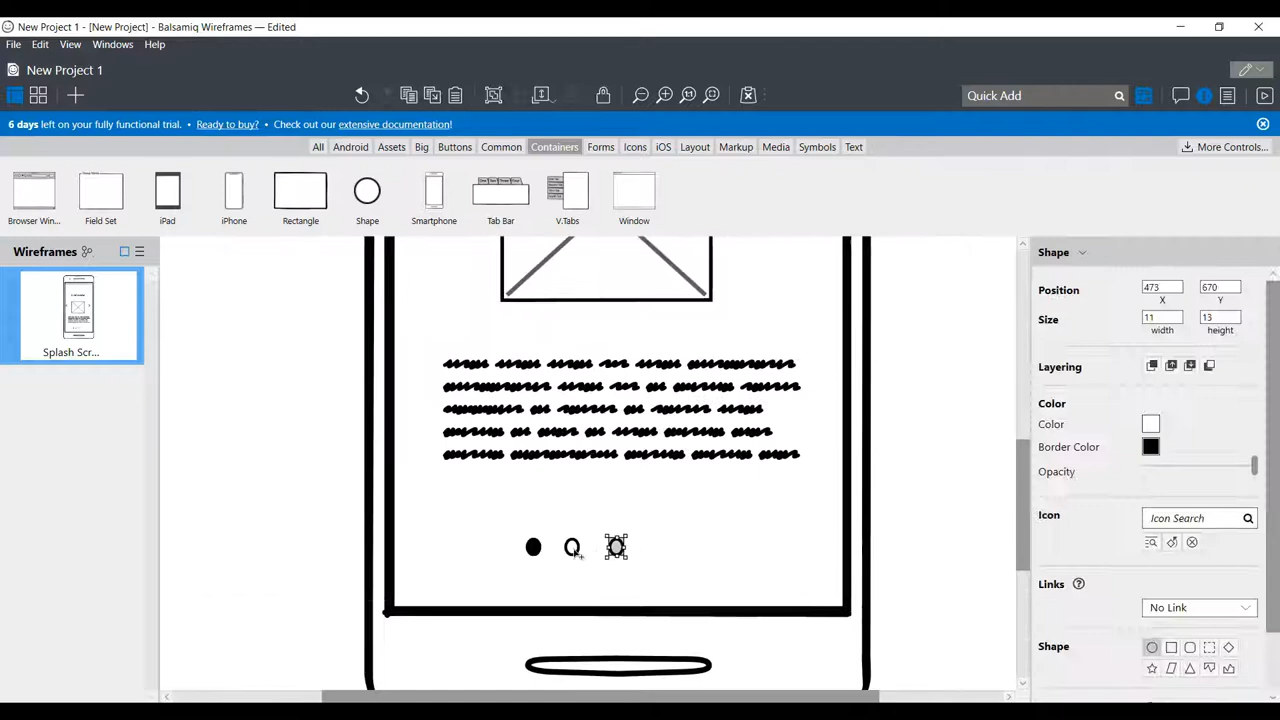 New Project 1 - [New Project] - Balsamiq Wireframes — Edited
File Edit View Windows Help
New Project 1
Quick Add
6 days left on your fully functional trial. • Ready to buy? • Check out our extensive documentation!
All Android Assets Big Buttons Common Containers Forms Icons iOS Layout Markup Media Symbols Text More Controls...
Browser Win... Field Set iPad iPhone Rectangle Shape Smartphone Tab Bar V.Tabs Window
Wireframes
Splash Scr...
Shape
Position 473 670
X Y
Size 11 13
width height
Layering
Color
Color
Border Color
Opacity
Icon Icon Search
Links ?
No Link
Shape